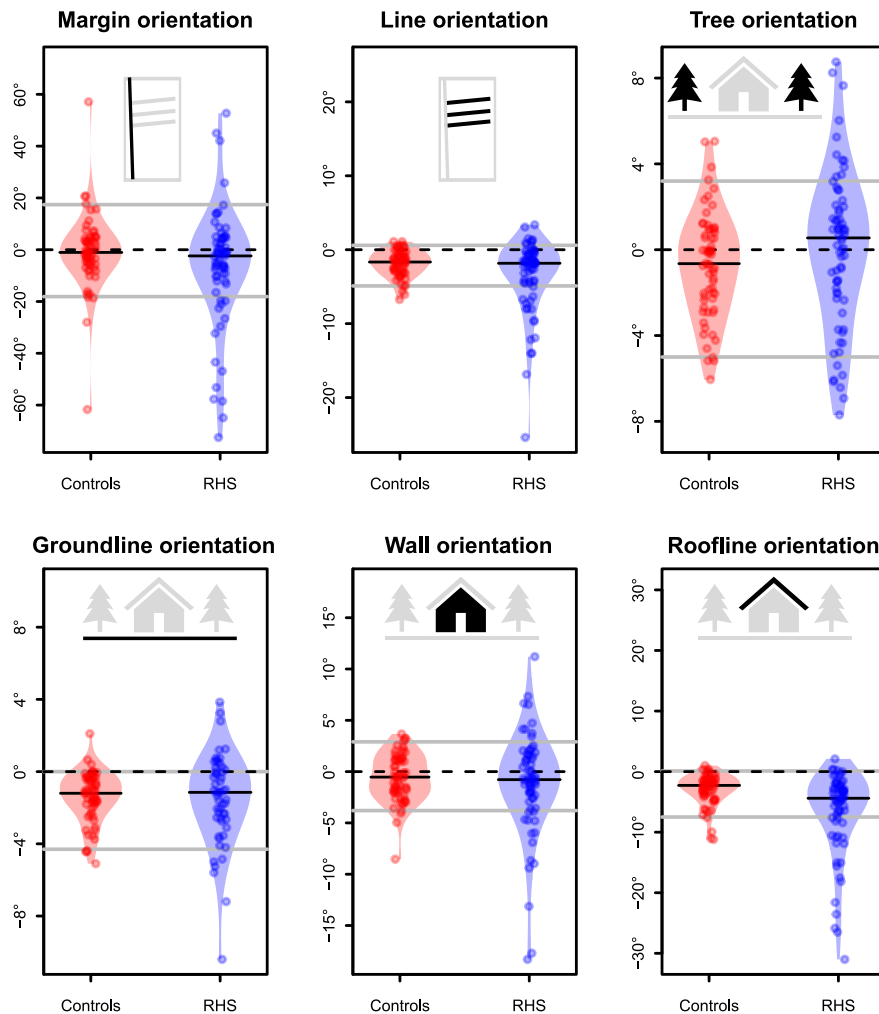 Margin orientation
Line orientation
Tree orientation
60°
40°
20°
0
−20°
−40°
−60°
20°
10°
0
−10°
−20°
8°
4°
0
−4°
−8°
Controls
RHS
Controls
RHS
Controls
RHS
Groundline orientation
Wall orientation
Roofline orientation
8°
4°
0
−4°
−8°
15°
10°
5°
0
−5°
−10°
−15°
30°
20°
10°
0
−10°
−20°
−30°
Controls
RHS
Controls
RHS
Controls
RHS